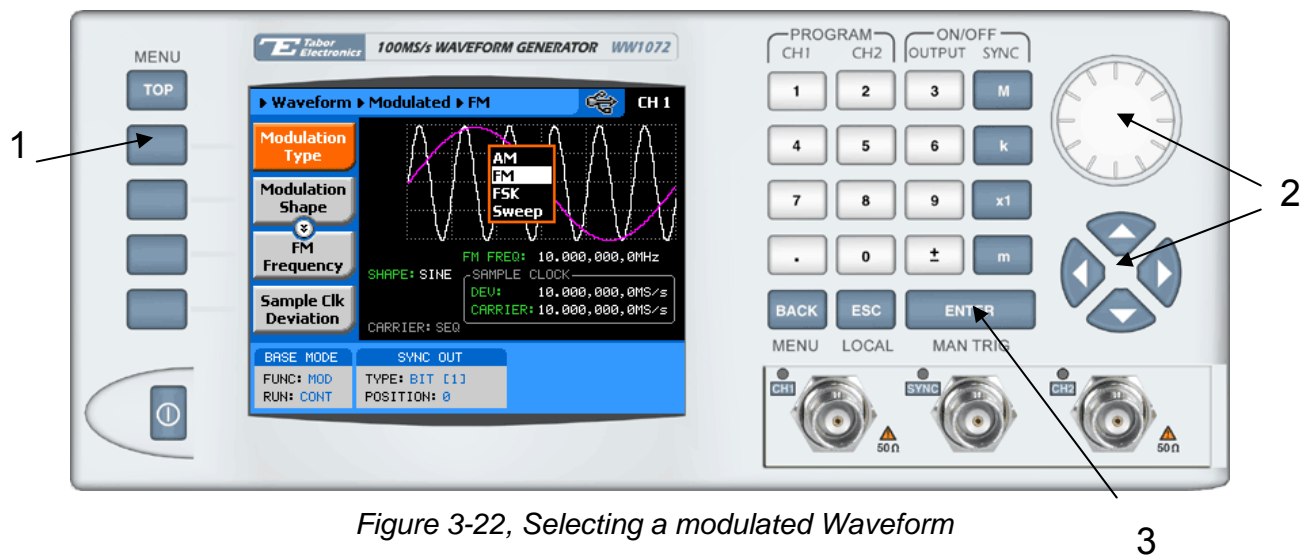 MENU
TOP
1
Tabor Electronics 100MS/s WAVEFORM GENERATOR WW1072
Waveform Modulated FM CH 1
Modulation
Type
Modulation
Shape
FM
Frequency
Sample Clk
Deviation
AM
FM
FSK
Sweep
FM FREQ: 10.000,000,0MHz
SHAPE: SINE
SAMPLE CLOCK
DEV: 10.000,000,0MS/s
CARRIER: 10.000,000,0MS/s
CARRIER: SEQ
BASE MODE
FUNC: MOD
RUN: CONT
SYNC OUT
TYPE: BIT [1]
POSITION: 0
PROGRAM ON/OFF
CH1 CH2 OUTPUT SYNC
1 2 3 M
4 5 6 k
7 8 9 x1
. 0 ± m
BACK ESC ENTER
MENU LOCAL MAN TRIG
2
CH1 SYNC CH2
50Ω 50Ω
3
Figure 3-22, Selecting a modulated Waveform